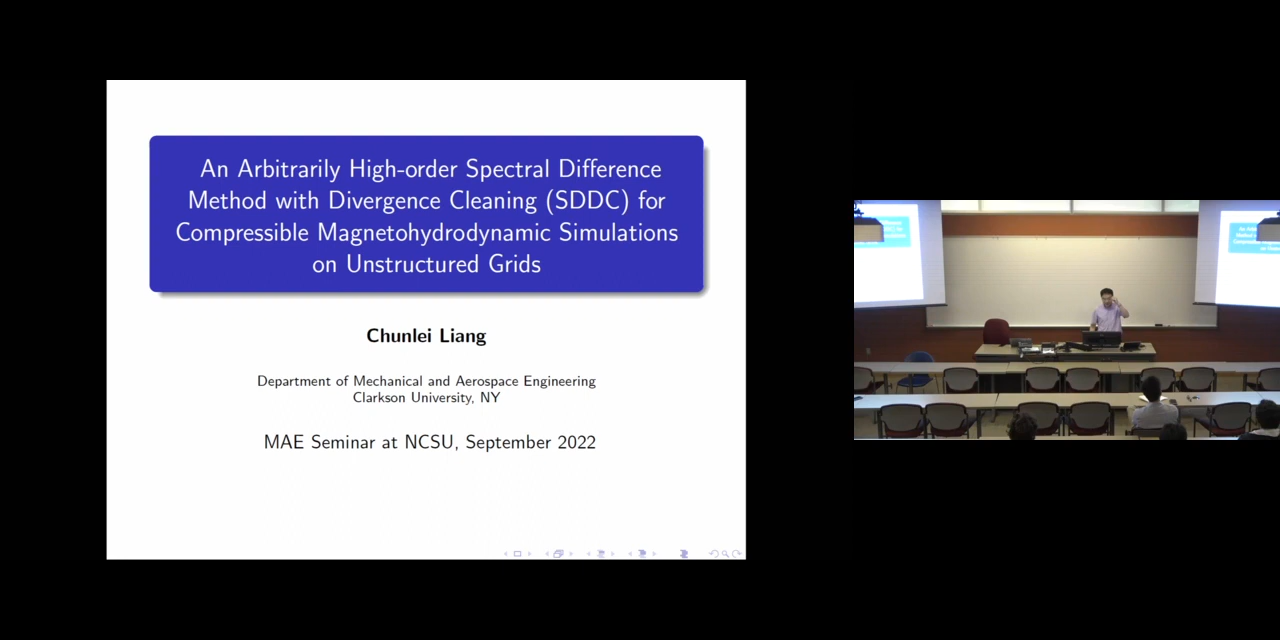 An Arbitrarily High-order Spectral Difference
Method with Divergence Cleaning (SDDC) for
Compressible Magnetohydrodynamic Simulations
on Unstructured Grids
Chunlei Liang
Department of Mechanical and Aerospace Engineering
Clarkson University, NY
MAE Seminar at NCSU, September 2022